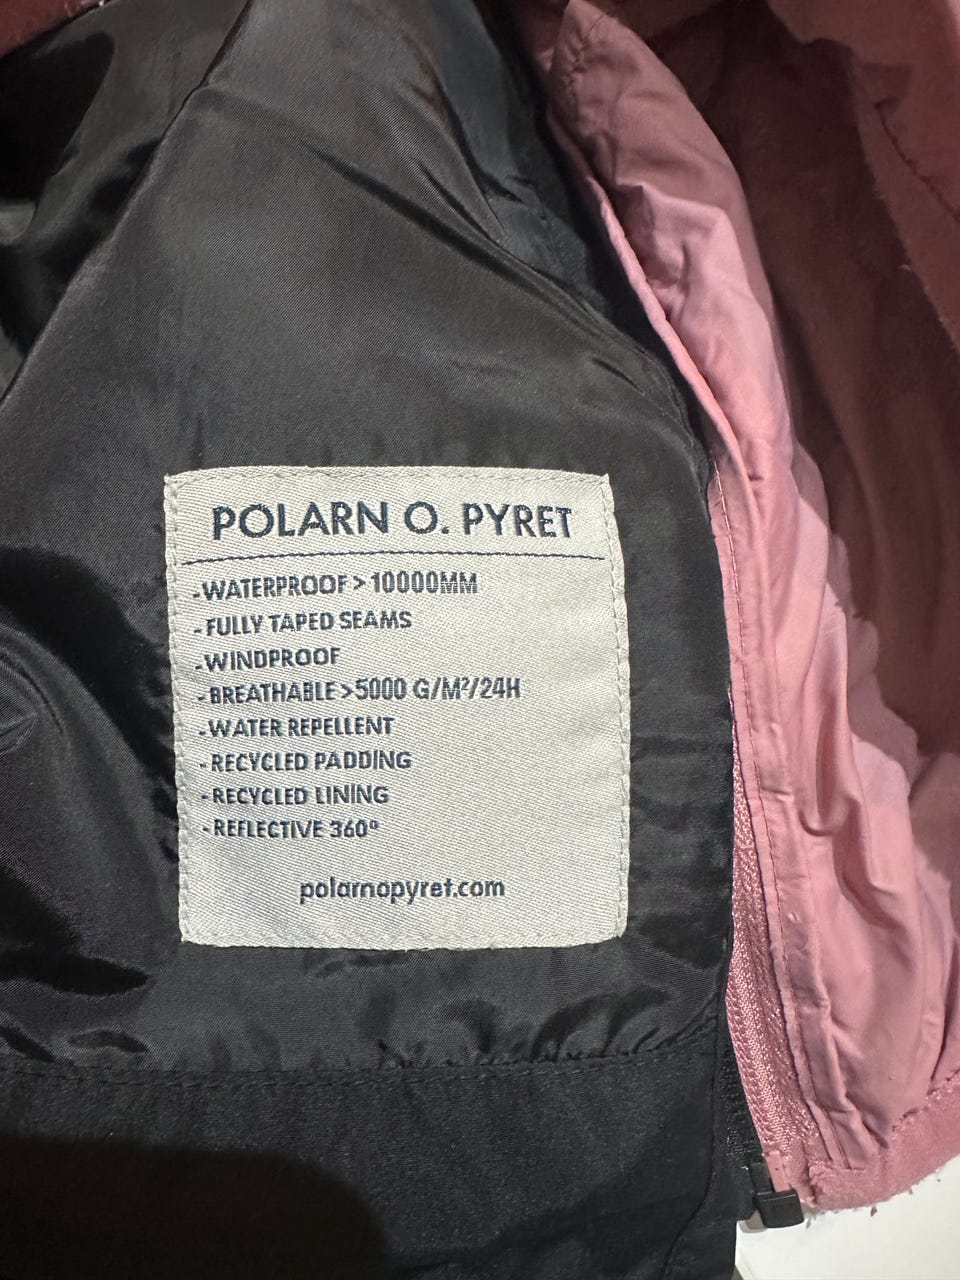 POLARN O. PYRET
-WATERPROOF > 10000MM
-FULLY TAPED SEAMS
-WINDPROOF
-BREATHABLE >5000 G/M²/24H
-WATER REPELLENT
-RECYCLED PADDING
-RECYCLED LINING
-REFLECTIVE 360°
polarnopyret.com